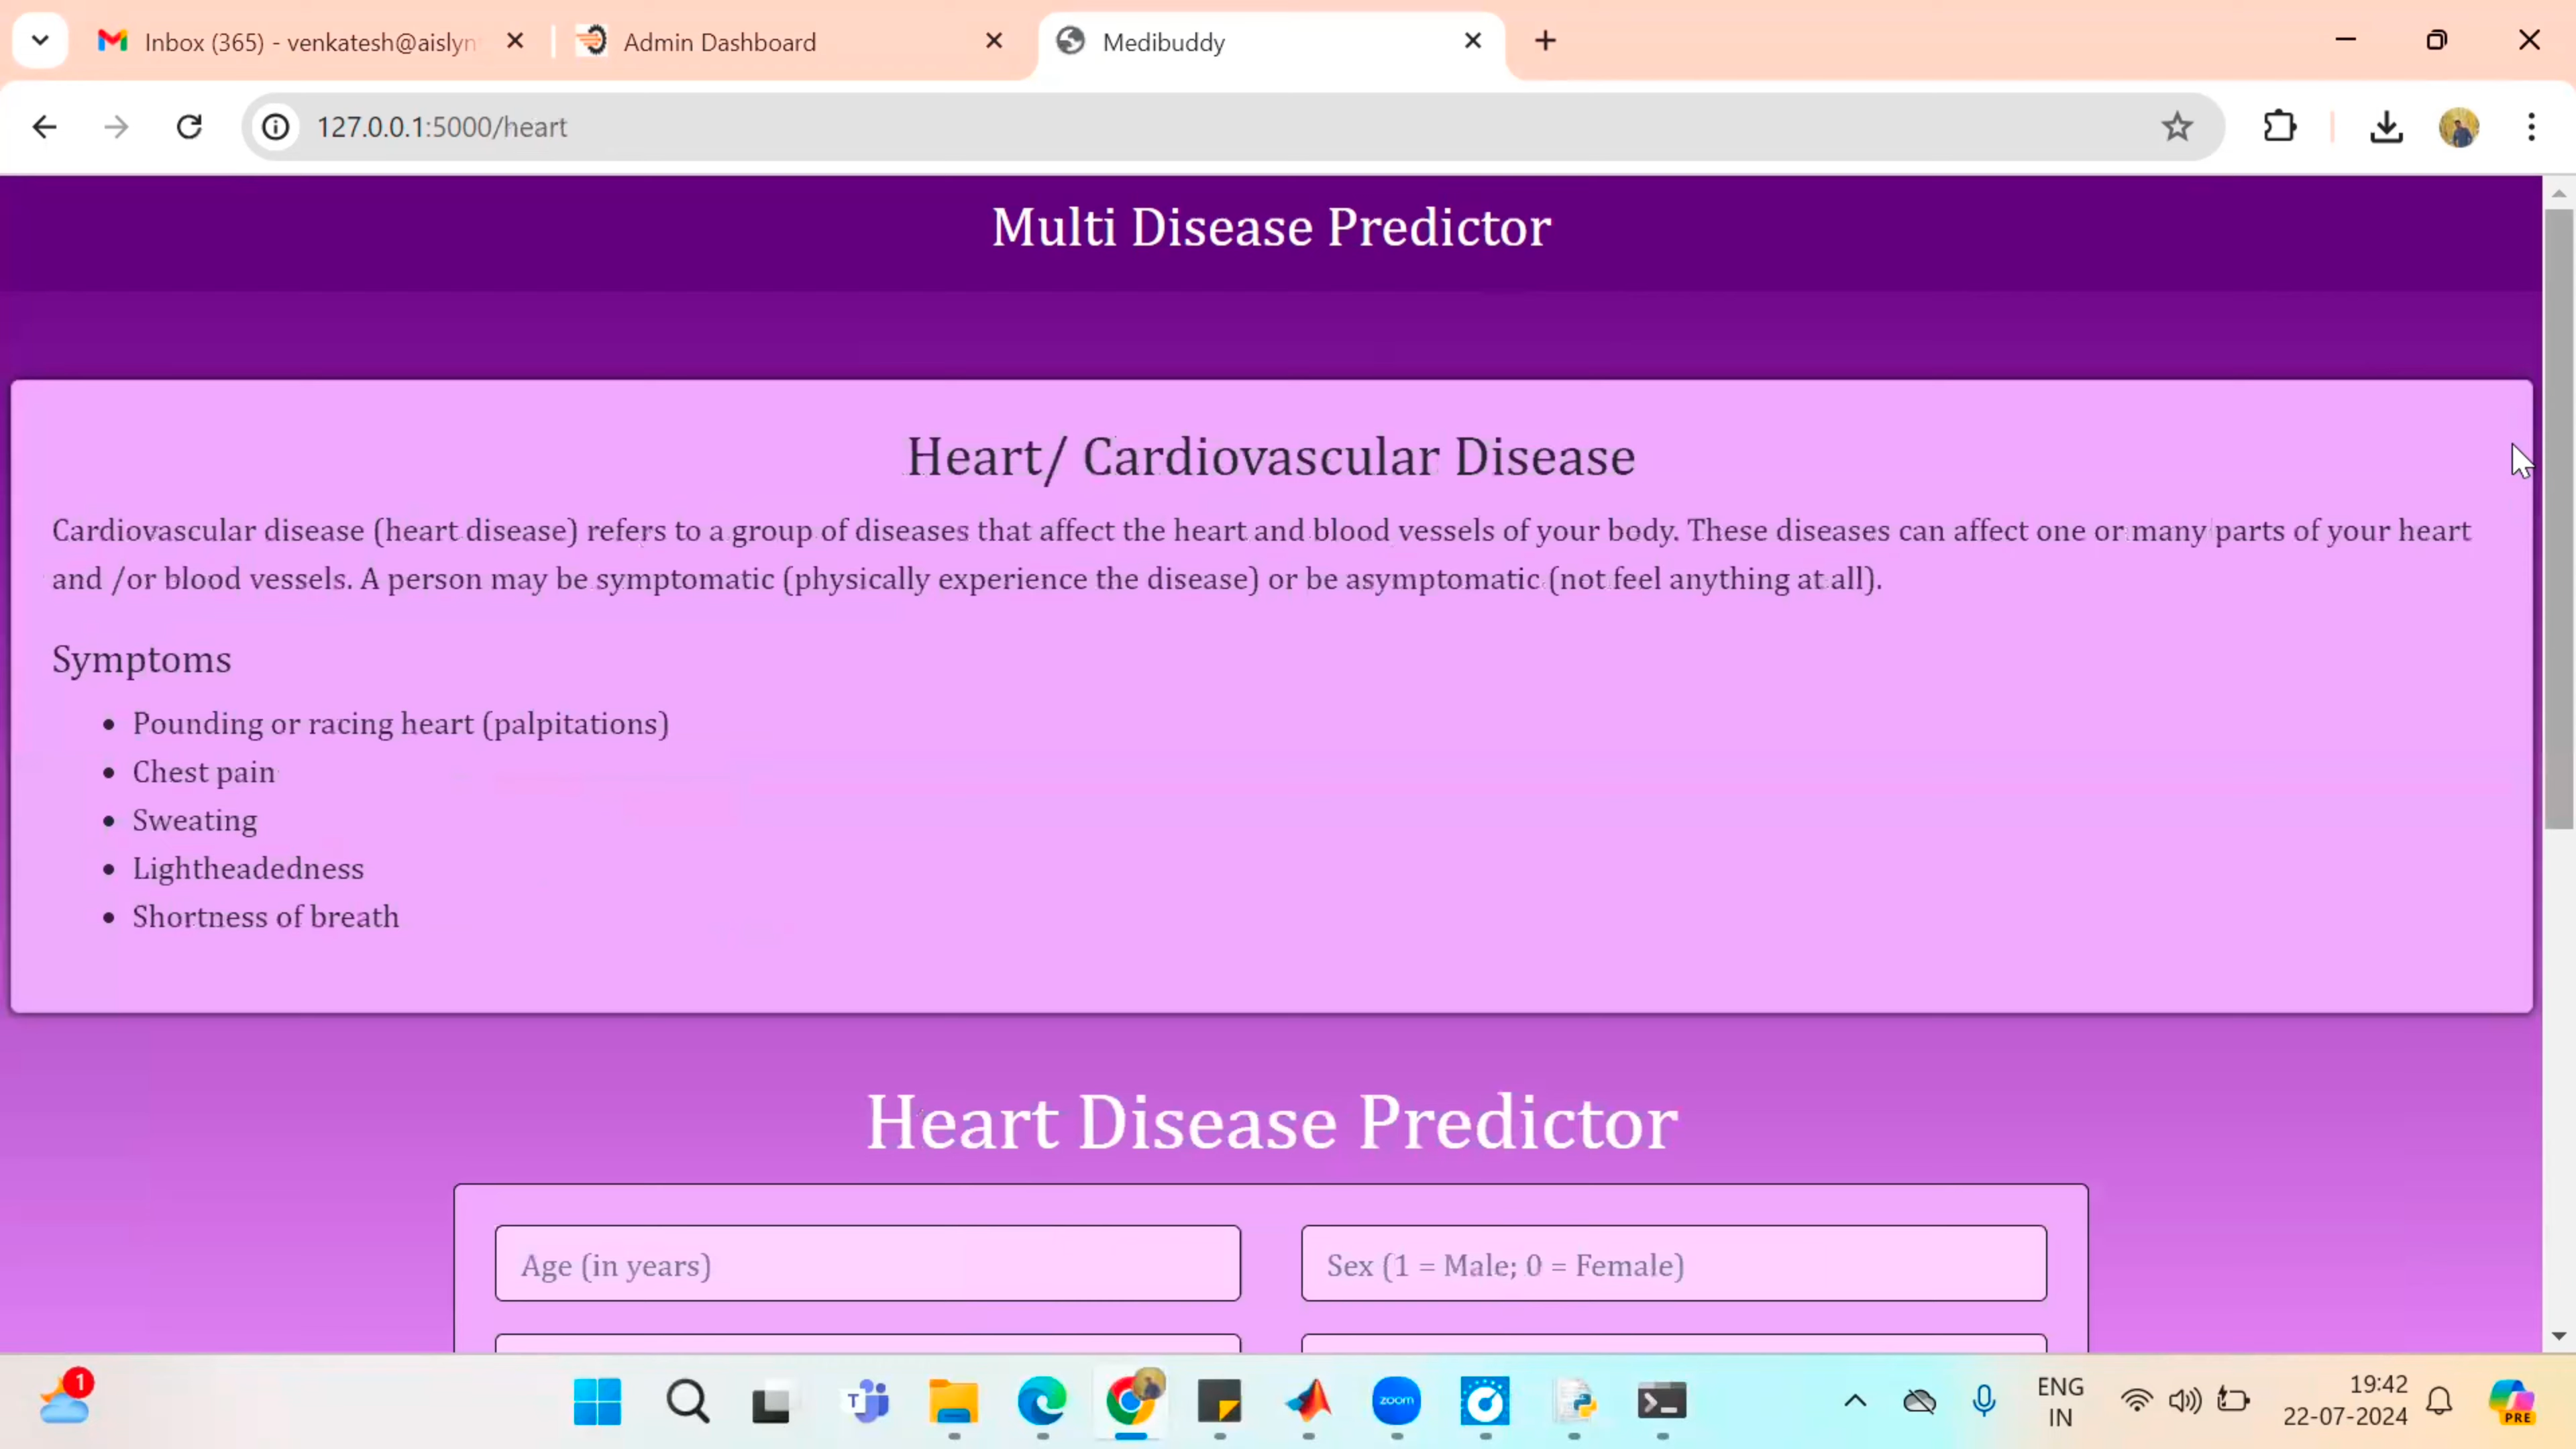 Inbox (365) - venkatesh@aislyn
Admin Dashboard
Medibuddy
127.0.0.1:5000/heart
Multi Disease Predictor
Heart/ Cardiovascular Disease
Cardiovascular disease (heart disease) refers to a group of diseases that affect the heart and blood vessels of your body. These diseases can affect one or many parts of your heart
and /or blood vessels. A person may be symptomatic (physically experience the disease) or be asymptomatic (not feel anything at all).
Symptoms
• Pounding or racing heart (palpitations)
• Chest pain
• Sweating
• Lightheadedness
• Shortness of breath
Heart Disease Predictor
Age (in years)
Sex (1 = Male; 0 = Female)
1
zoom
ENG
IN
19:42
22-07-2024
PRE